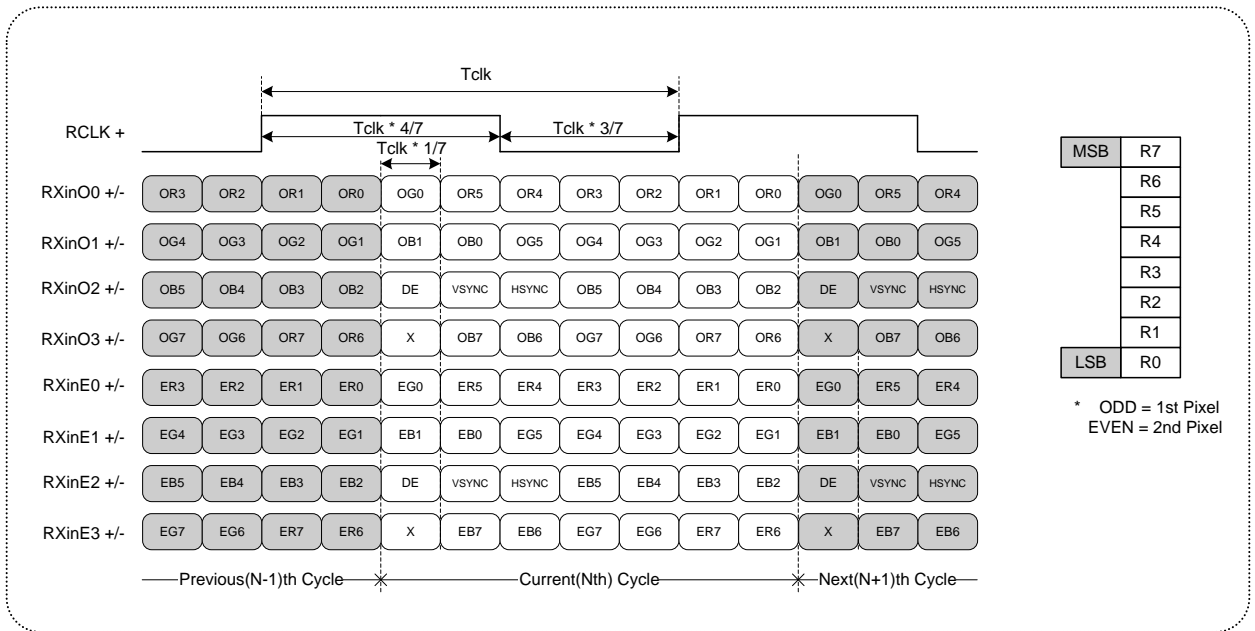 Tclk
RCLK +
Tclk * 4/7
Tclk * 3/7
Tclk * 1/7
RXinO0 +/- OR3 OR2 OR1 OR0 OG0 OR5 OR4 OR3 OR2 OR1 OR0 OG0 OR5 OR4
RXinO1 +/- OG4 OG3 OG2 OG1 OB1 OB0 OG5 OG4 OG3 OG2 OG1 OB1 OB0 OG5
RXinO2 +/- OB5 OB4 OB3 OB2 DE VSYNC HSYNC OB5 OB4 OB3 OB2 DE VSYNC HSYNC
RXinO3 +/- OG7 OG6 OR7 OR6 X OB7 OB6 OG7 OG6 OR7 OR6 X OB7 OB6
RXinE0 +/- ER3 ER2 ER1 ER0 EG0 ER5 ER4 ER3 ER2 ER1 ER0 EG0 ER5 ER4
RXinE1 +/- EG4 EG3 EG2 EG1 EB1 EB0 EG5 EG4 EG3 EG2 EG1 EB1 EB0 EG5
RXinE2 +/- EB5 EB4 EB3 EB2 DE VSYNC HSYNC EB5 EB4 EB3 EB2 DE VSYNC HSYNC
RXinE3 +/- EG7 EG6 ER7 ER6 X EB7 EB6 EG7 EG6 ER7 ER6 X EB7 EB6
Previous(N-1)th Cycle Current(Nth) Cycle Next(N+1)th Cycle
MSB R7
R6
R5
R4
R3
R2
R1
LSB R0
* ODD = 1st Pixel
EVEN = 2nd Pixel